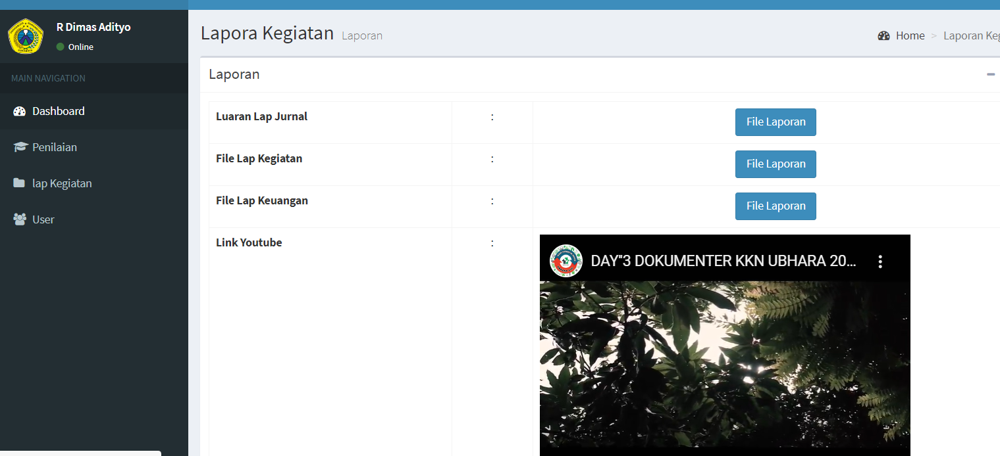 R Dimas Adityo
Online
MAIN NAVIGATION
Dashboard
Penilaian
lap Kegiatan
User
Lapora Kegiatan Laporan
Home > Laporan Keg
Laporan
Luaran Lap Jurnal : File Laporan
File Lap Kegiatan : File Laporan
File Lap Keuangan : File Laporan
Link Youtube :
DAY"3 DOKUMENTER KKN UBHARA 20...